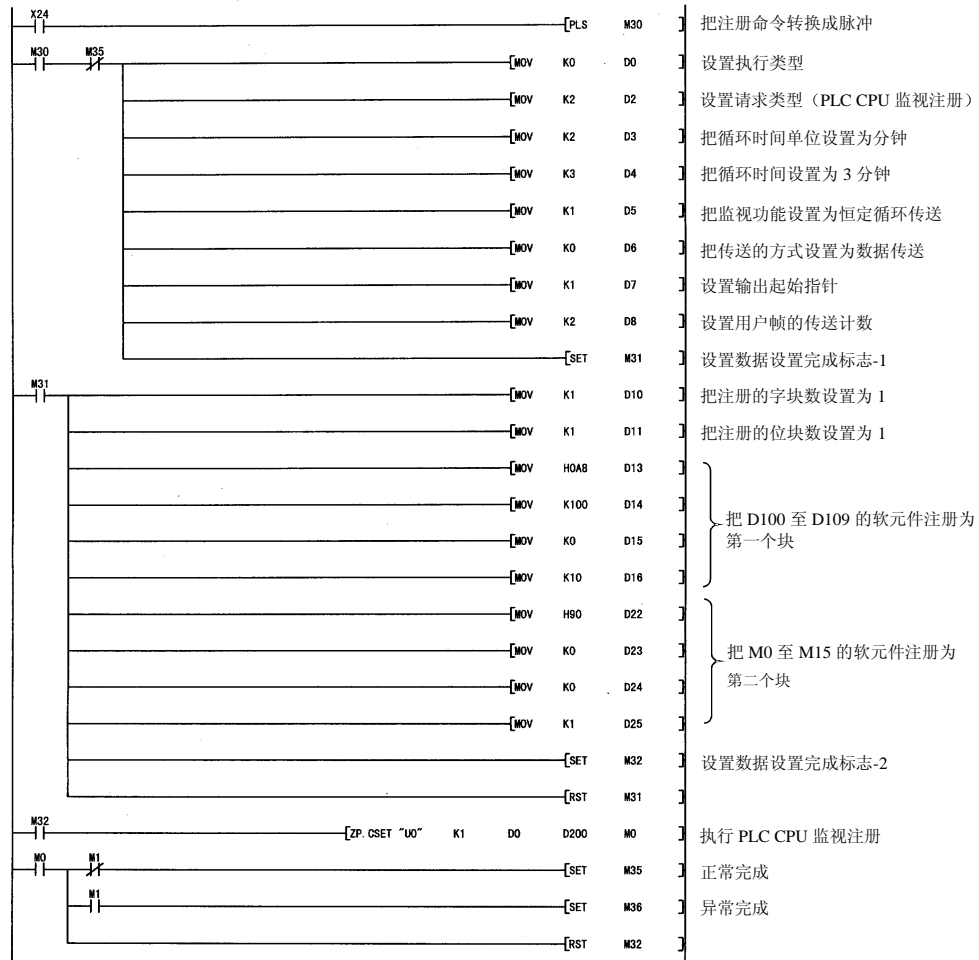 X24
[PLS M30 ] 把注册命令转换成脉冲
M30 M35
[MOV K0 D0 ] 设置执行类型
[MOV K2 D2 ] 设置请求类型（PLC CPU 监视注册）
[MOV K2 D3 ] 把循环时间单位设置为分钟
[MOV K3 D4 ] 把循环时间设置为 3 分钟
[MOV K1 D5 ] 把监视功能设置为恒定循环传送
[MOV K0 D6 ] 把传送的方式设置为数据传送
[MOV K1 D7 ] 设置输出起始指针
[MOV K2 D8 ] 设置用户帧的传送计数
[SET M31 ] 设置数据设置完成标志-1
M31
[MOV K1 D10 ] 把注册的字块数设置为 1
[MOV K1 D11 ] 把注册的位块数设置为 1
[MOV H0A8 D13 ]
[MOV K100 D14 ]
把 D100 至 D109 的软元件注册为
第一个块
[MOV K0 D15 ]
[MOV K10 D16 ]
[MOV H90 D22 ]
[MOV K0 D23 ]
把 M0 至 M15 的软元件注册为
第二个块
[MOV K0 D24 ]
[MOV K1 D25 ]
[SET M32 ] 设置数据设置完成标志-2
[RST M31 ]
M32
[ZP.CSET "U0" K1 D0 D200 M0 ] 执行 PLC CPU 监视注册
M0 M1
[SET M35 ] 正常完成
M1
[SET M36 ] 异常完成
[RST M32 ]